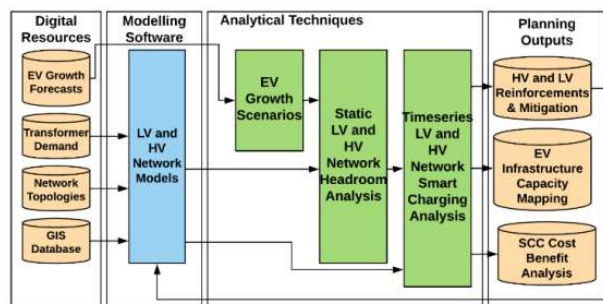 Digital
Resources
EV Growth
Forecasts
Transformer
Demand
Network
Topologies
GIS
Database
Modelling
Software
LV and
HV
Network
Models
Analytical Techniques
EV
Growth
Scenarios
Static
LV and
HV
Network
Headroom
Analysis
Timeseries
LV and
HV
Network
Smart
Charging
Analysis
Planning
Outputs
HV and LV
Reinforcements
& Mitigation
EV
Infrastructure
Capacity
Mapping
SCC Cost
Benefit
Analysis